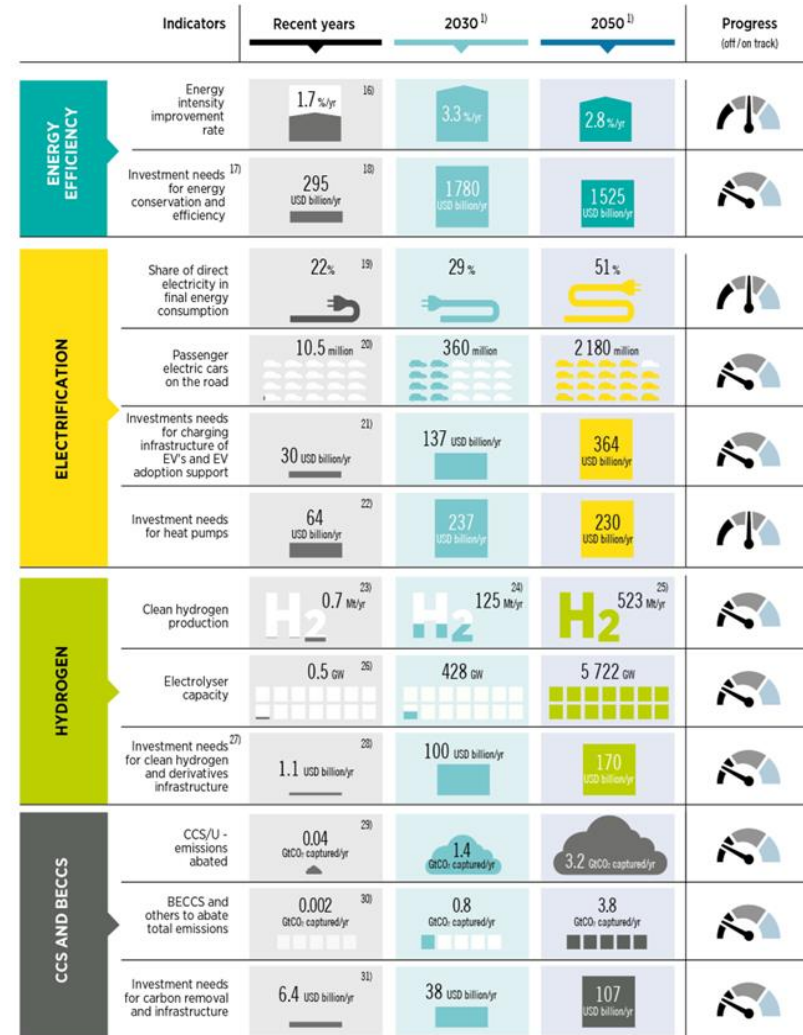 Indicators
Recent years
2030 1)
2050 1)
Progress
(off / on track)
ENERGY
EFFICIENCY
Energy
intensity
improvement
rate
1.7 %/yr
16)
3.3 %/yr
2.8 %/yr
Investment needs 17)
for energy
conservation and
efficiency
295
USD billion/yr
18)
1780
USD billion/yr
1525
USD billion/yr
ELECTRIFICATION
Share of direct
electricity in
final energy
consumption
22%
19)
29 %
51 %
Passenger
electric cars
on the road
10.5 million
20)
360 million
2 180 million
Investments needs
for charging
infrastructure of
EV's and EV
adoption support
21)
30 USD billion/yr
137 USD billion/yr
364
USD billion/yr
Investment needs
for heat pumps
22)
64
USD billion/yr
237
USD billion/yr
230
USD billion/yr
HYDROGEN
Clean hydrogen
production
23)
H2
0.7 Mt/yr
24)
H2
125 Mt/yr
25)
H2
523 Mt/yr
Electrolyser
capacity
0.5 GW
26)
428 GW
5 722 GW
Investment needs 27)
for clean hydrogen
and derivatives
infrastructure
28)
1.1 USD billion/yr
100 USD billion/yr
170
USD billion/yr
CCS AND BECCS
CCS/U -
emissions
abated
29)
0.04
GtCO2 captured/yr
1.4
GtCO2 captured/yr
3.2 GtCO2 captured/yr
BECCS and
others to abate
total emissions
0.002
30)
GtCO2 captured/yr
0.8
GtCO2 captured/yr
3.8
GtCO2 captured/yr
Investment needs
for carbon removal
and infrastructure
31)
6.4 USD billion/yr
38 USD billion/yr
107
USD billion/yr